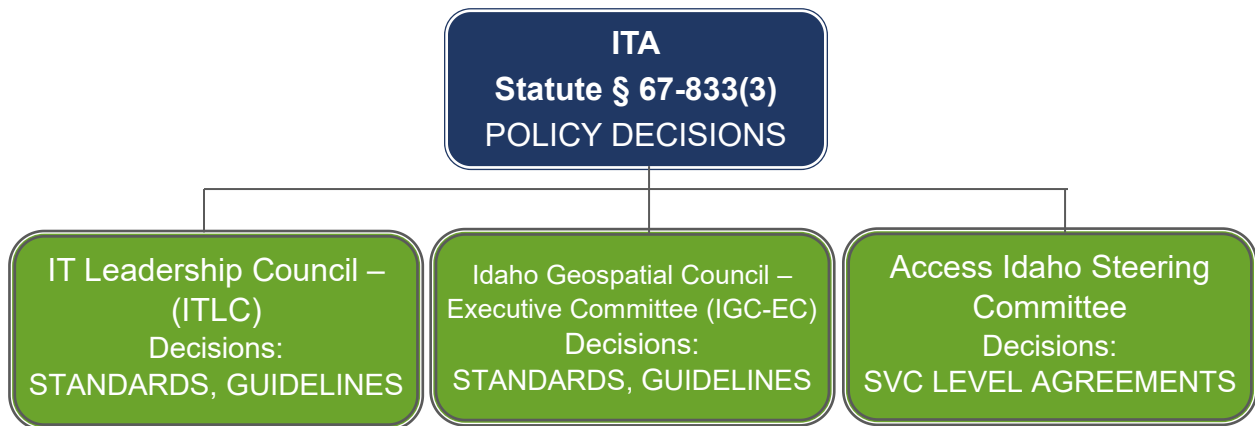 ITA
Statute § 67-833(3)
POLICY DECISIONS
IT Leadership Council –
(ITLC)
Decisions:
STANDARDS, GUIDELINES
Idaho Geospatial Council –
Executive Committee (IGC-EC)
Decisions:
STANDARDS, GUIDELINES
Access Idaho Steering
Committee
Decisions:
SVC LEVEL AGREEMENTS